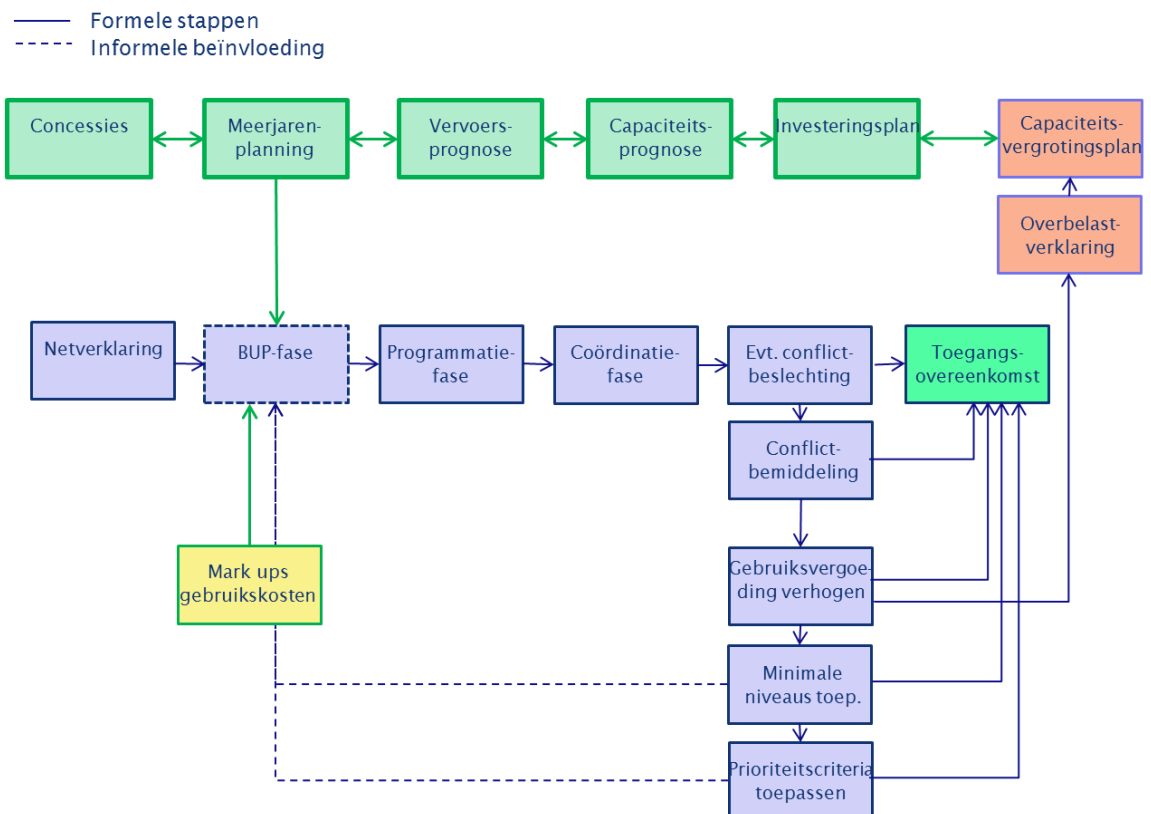 Formele stappen
Informele beïnvloeding
Concessies
Meerjaren-
planning
Vervoers-
prognose
Capaciteits-
prognose
Investeringsplan
Capaciteits-
vergrotingsplan
Overbelast-
verklaring
Netverklaring
BUP-fase
Programmatie-
fase
Coördinatie-
fase
Evt. conflict-
beslechting
Toegangs-
overeenkomst
Conflict-
bemiddeling
Mark ups
gebruikskosten
Gebruiksvergoe-
ding verhogen
Minimale
niveaus toep.
Prioriteitscriteria
toepassen